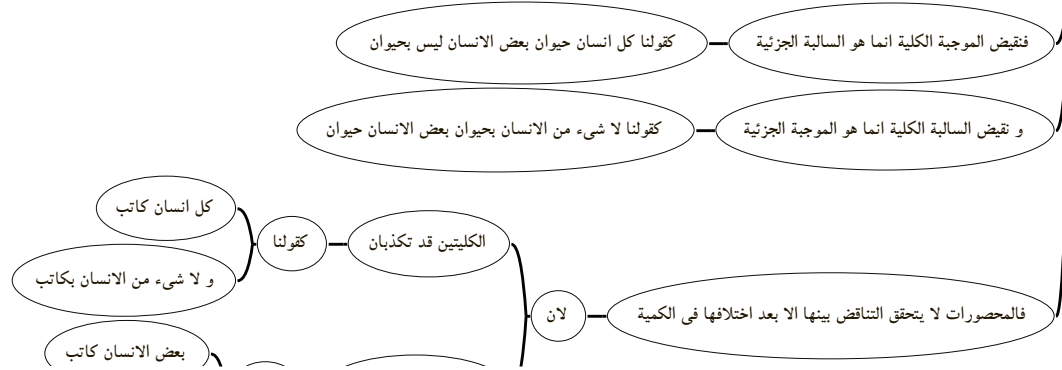 فنقيض الموجبة الكلية انما هو السالبة الجزئية
كقولنا كل انسان حيوان بعض الانسان ليس بحيوان
و نقيض السالبة الكلية انما هو الموجبة الجزئية
كقولنا لا شىء من الانسان بحيوان بعض الانسان حيوان
فالمحصورات لا يتحقق التناقض بينها الا بعد اختلافها فى الكمية
لان
الكليتين قد تكذبان
كقولنا
كل انسان كاتب
و لا شىء من الانسان بكاتب
بعض الانسان كاتب